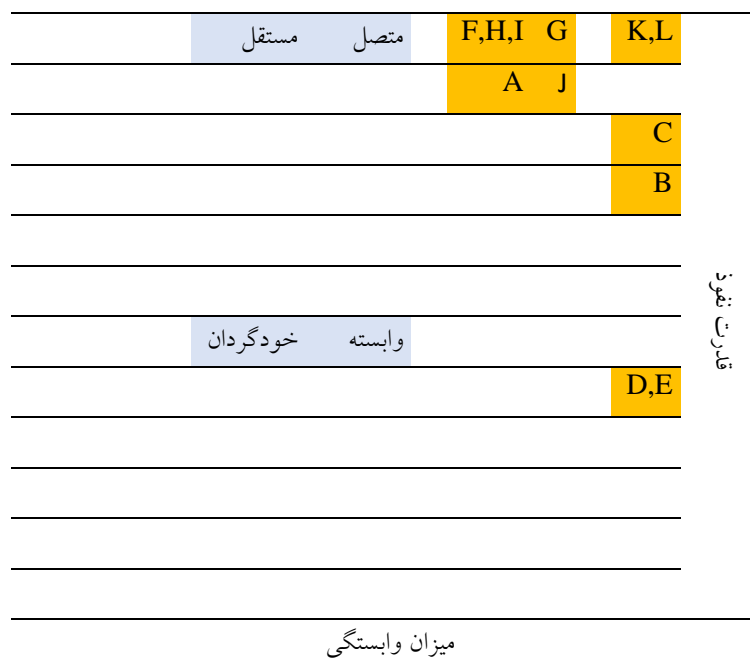 K,L G F,H,I متصل مستقل
J A
C
B
وابسته خودگردان
D,E
قدرت نفوذ
میزان وابستگی